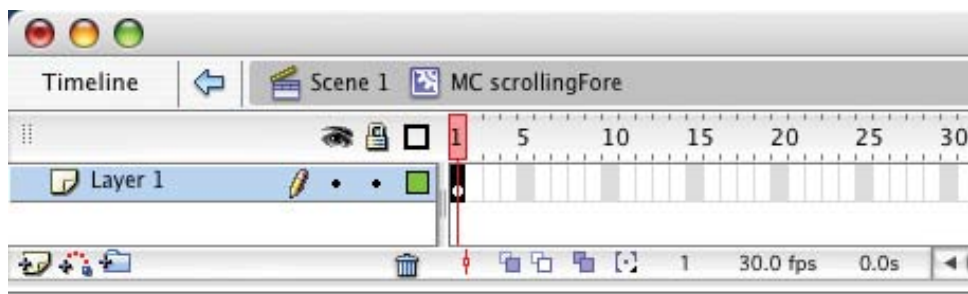 Timeline Scene 1 MC scrollingFore
1 5 10 15 20 25 30
Layer 1
1 30.0 fps 0.0s